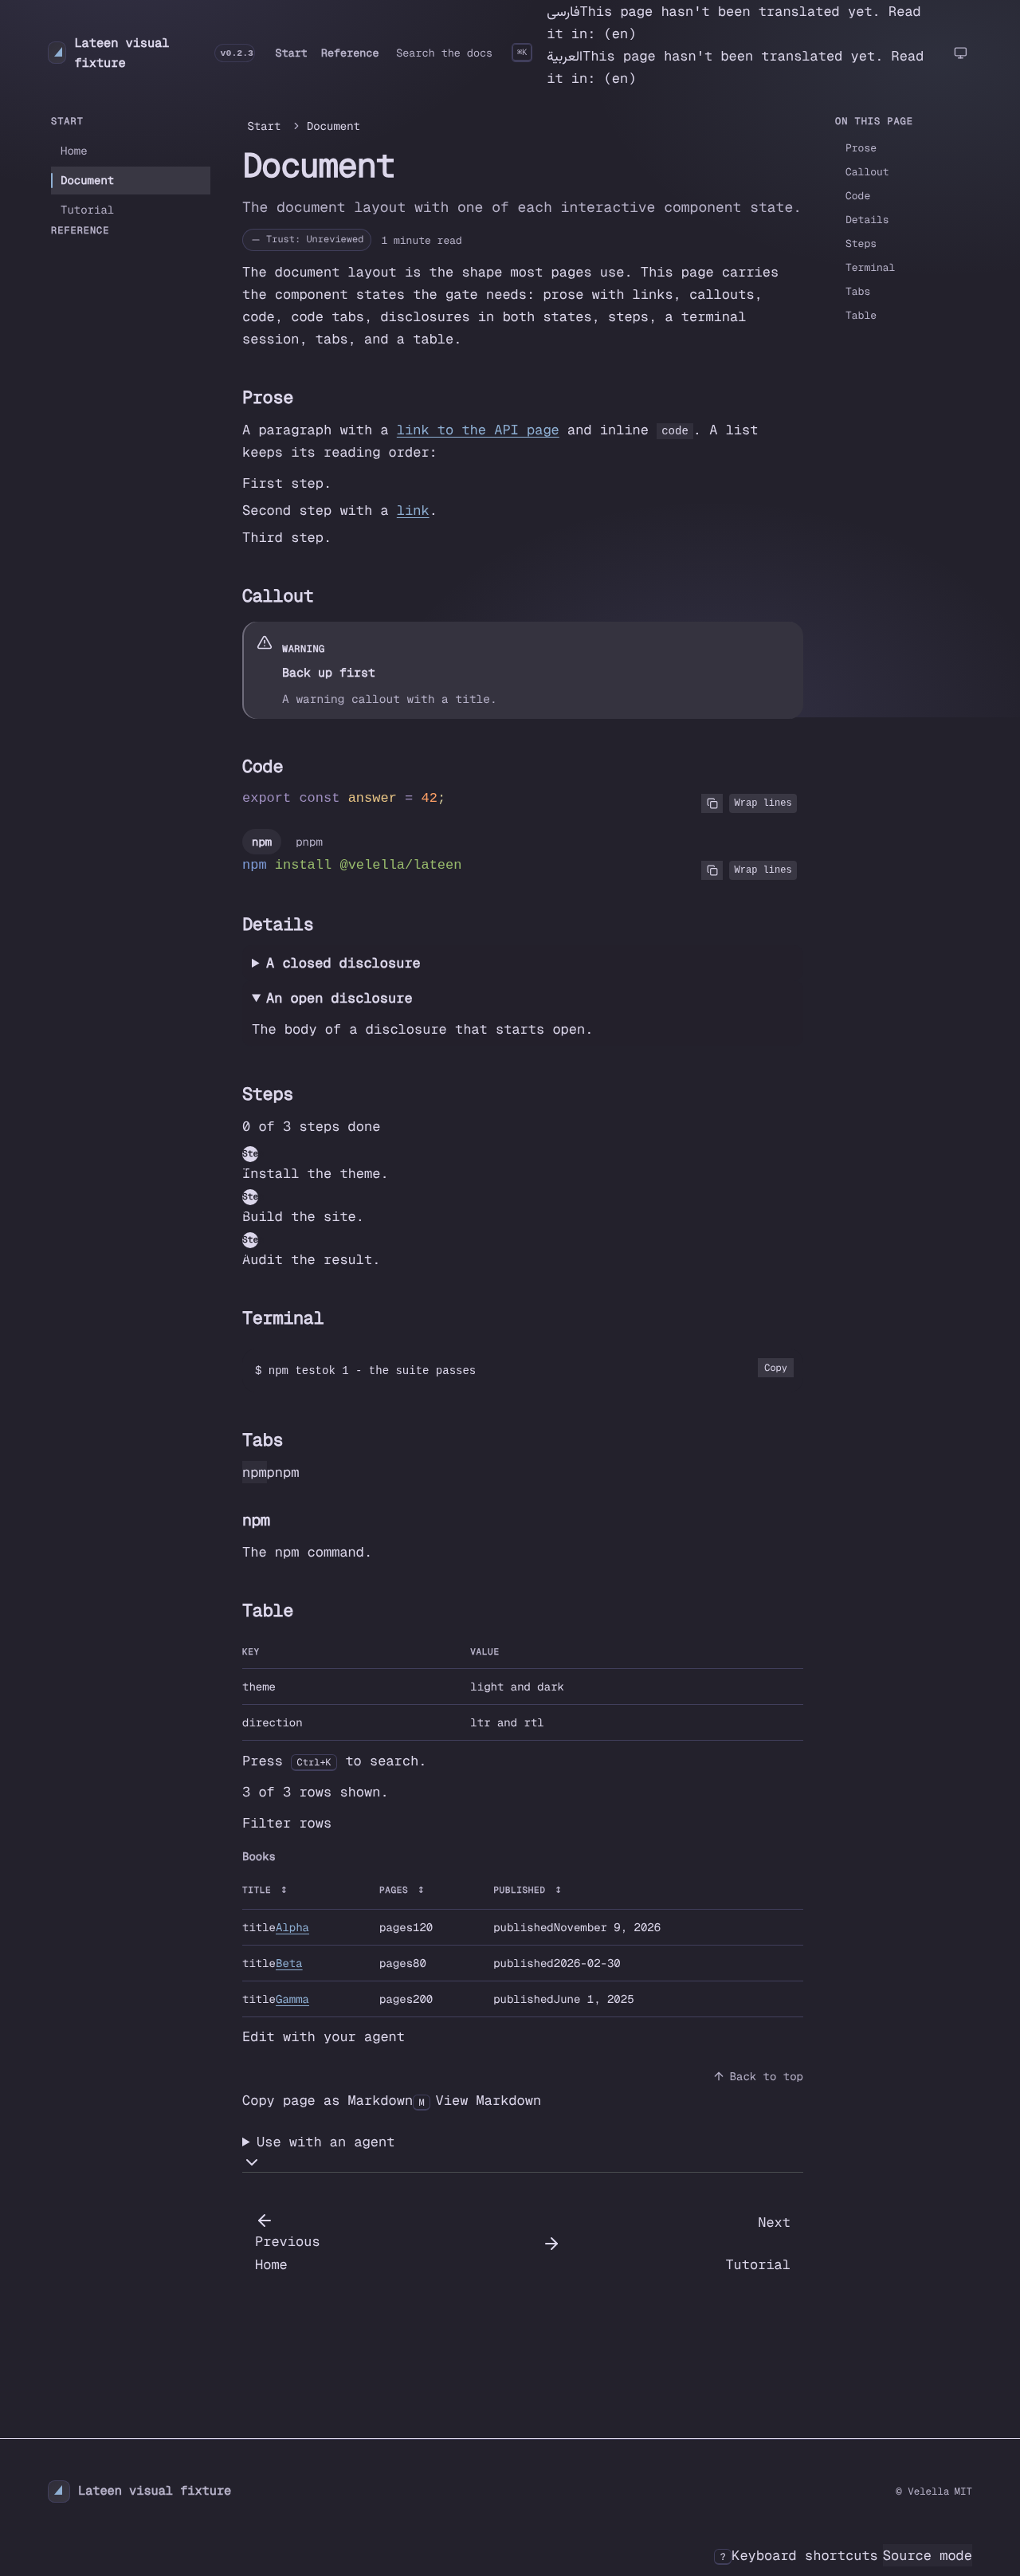 Lateen visual
fixture
v0.2.3
Start
Reference
Search the docs
⌘K
فارسیThis page hasn't been translated yet. Read
it in: (en)
العربيةThis page hasn't been translated yet. Read
it in: (en)
START
Home
Document
Tutorial
REFERENCE
Start › Document
Document
The document layout with one of each interactive component state.
— Trust: Unreviewed
1 minute read
The document layout is the shape most pages use. This page carries
the component states the gate needs: prose with links, callouts,
code, code tabs, disclosures in both states, steps, a terminal
session, tabs, and a table.
Prose
A paragraph with a link to the API page and inline code. A list
keeps its reading order:
First step.
Second step with a link.
Third step.
Callout
WARNING
Back up first
A warning callout with a title.
Code
export const answer = 42;
Wrap lines
npm
pnpm
npm install @velella/lateen
Wrap lines
Details
A closed disclosure
An open disclosure
The body of a disclosure that starts open.
Steps
0 of 3 steps done
Ste
Install the theme.
Ste
Build the site.
Ste
Audit the result.
Terminal
$ npm testok 1 - the suite passes
Copy
Tabs
npmpnpm
npm
The npm command.
Table
KEY VALUE
theme light and dark
direction ltr and rtl
Press Ctrl+K to search.
3 of 3 rows shown.
Filter rows
Books
TITLE ↕ PAGES ↕ PUBLISHED ↕
titleAlpha pages120 publishedNovember 9, 2026
titleBeta pages80 published2026-02-30
titleGamma pages200 publishedJune 1, 2025
Edit with your agent
↑ Back to top
Copy page as Markdown M View Markdown
Use with an agent
←
Previous
Home
→
Next
Tutorial
ON THIS PAGE
Prose
Callout
Code
Details
Steps
Terminal
Tabs
Table
Lateen visual fixture
© Velella MIT
? Keyboard shortcuts Source mode